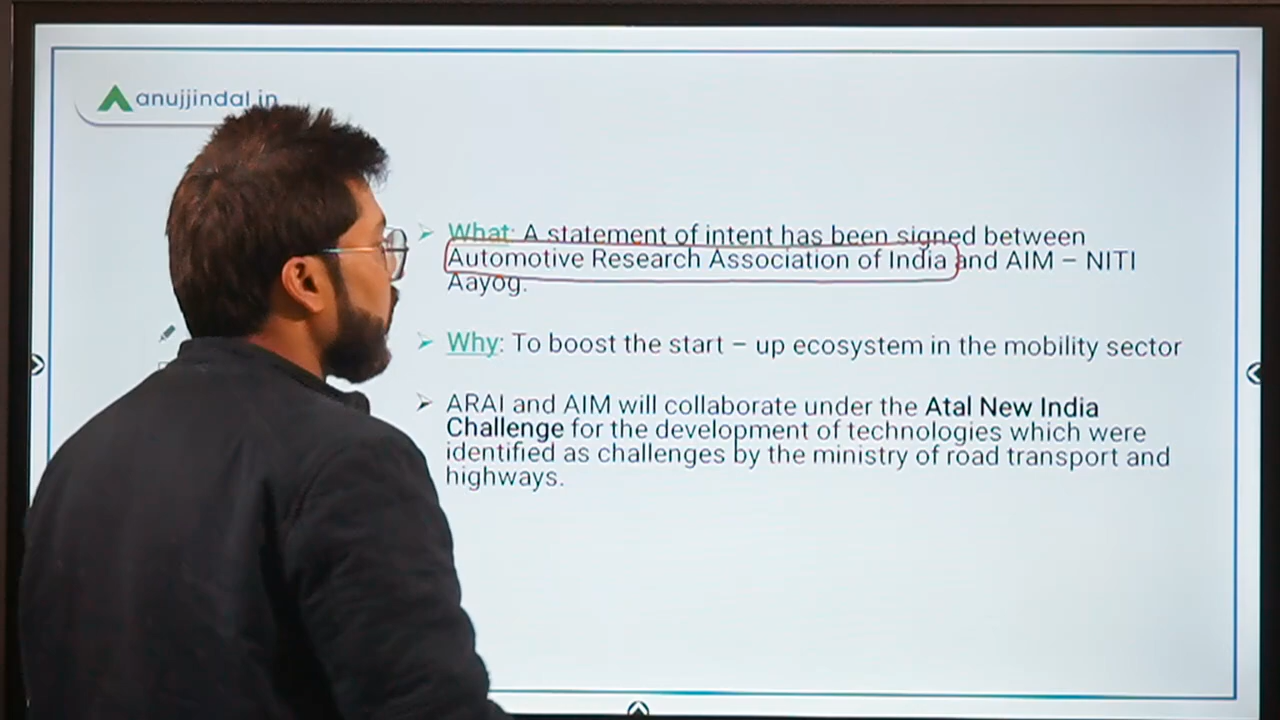 anujjindal.in
What: A statement of intent has been signed between
Automotive Research Association of India and AIM – NITI
Aayog.
Why: To boost the start – up ecosystem in the mobility sector
ARAI and AIM will collaborate under the Atal New India
Challenge for the development of technologies which were
identified as challenges by the ministry of road transport and
highways.